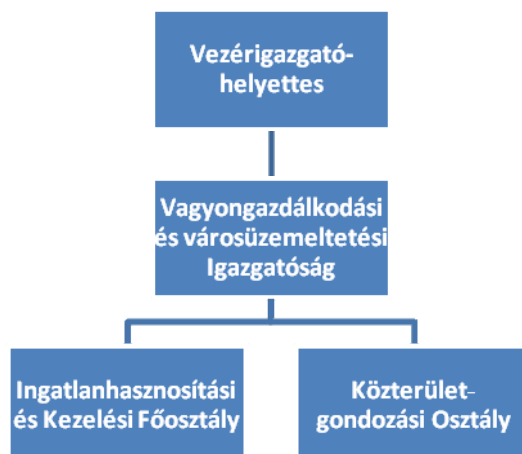 Vezérigazgató-
helyettes
Vagyongazdálkodási
és városüzemeltetési
Igazgatóság
Ingatlanhasznosítási
és Kezelési Főosztály
Közterület-
gondozási Osztály